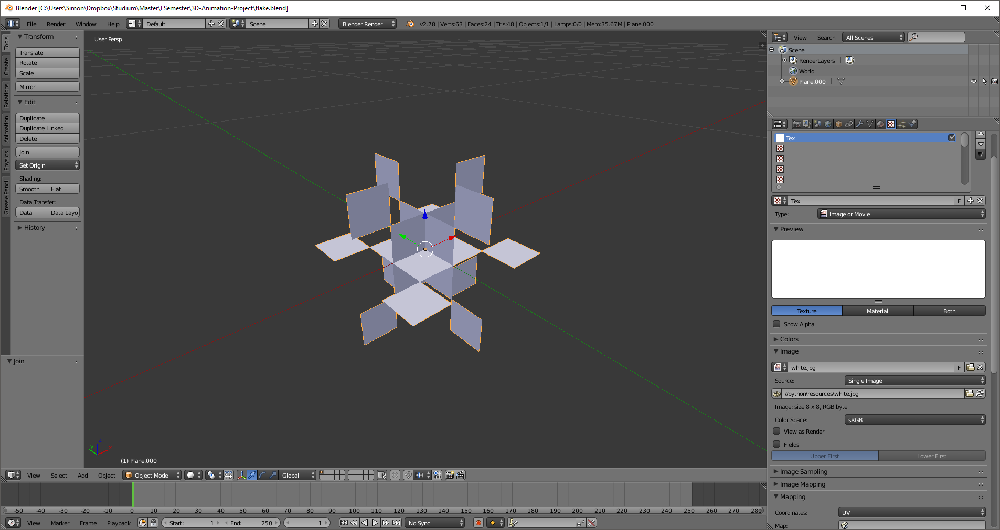 Blender [C:\Users\Simon\Dropbox\Studium\Master\I Semester\3D-Animation-Project\flake.blend]
File Render Window Help Default Scene Blender Render v2.78 | Verts:63 | Faces:24 | Tris:48 | Objects:1/1 | Lamps:0/0 | Mem:35.67M | Plane.000
Tools
Create
Relations
Animation
Physics
Grease Pencil
Transform
Translate
Rotate
Scale
Mirror
Edit
Duplicate
Duplicate Linked
Delete
Join
Set Origin
Shading:
Smooth Flat
Data Transfer:
Data Data Layo
History
Join
User Persp
z
y
x
(1) Plane.000
View Select Add Object Object Mode Global
-50 -40 -30 -20 -10 0 10 20 30 40 50 60 70 80 90 100 110 120 130 140 150 160 170 180 190 200 210 220 230 240 250 260 270 280
View Marker Frame Playback Start: 1 End: 250 1 No Sync
View Search All Scenes
Scene
RenderLayers |
World
Plane.000 |
Tex
Tex F
Type: Image or Movie
Preview
Texture Material Both
Show Alpha
Colors
Image
white.jpg F
Source: Single Image
//python\resources\white.jpg
Image: size 8 x 8, RGB byte
Color Space: sRGB
View as Render
Fields
Upper First Lower First
Image Sampling
Image Mapping
Mapping
Coordinates: UV
Map: